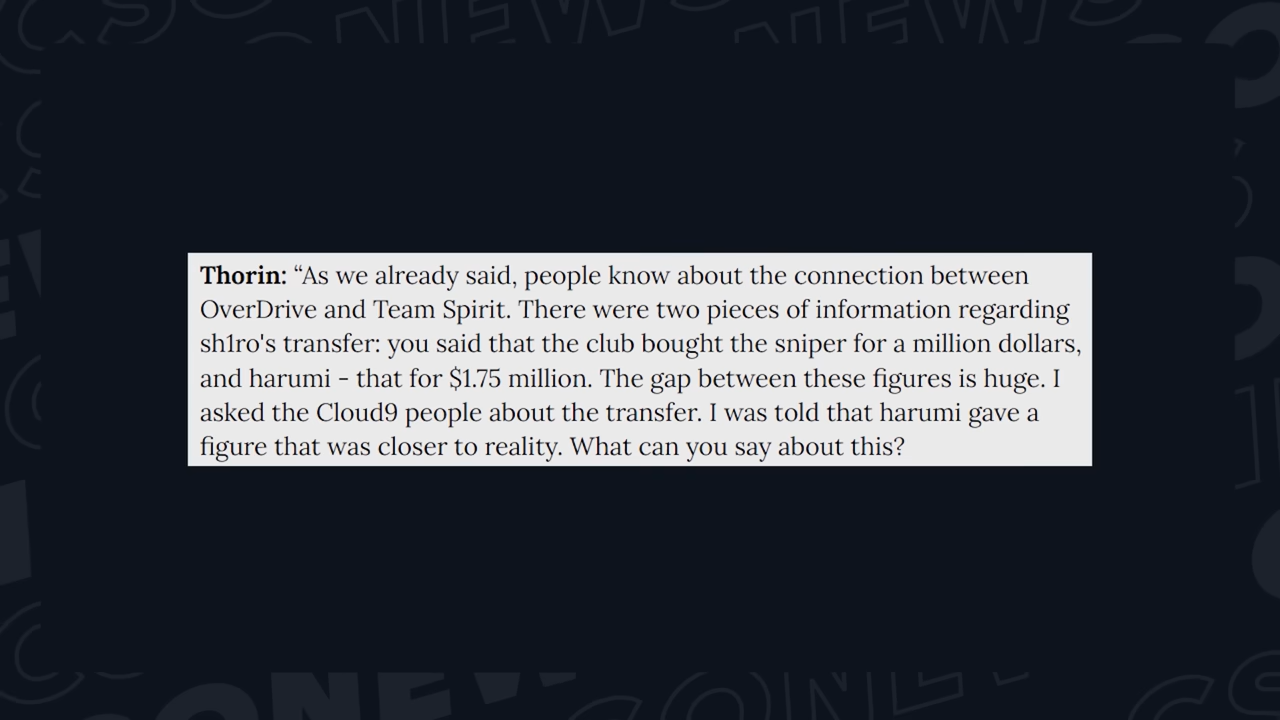 Thorin: “As we already said, people know about the connection between
OverDrive and Team Spirit. There were two pieces of information regarding
sh1ro's transfer: you said that the club bought the sniper for a million dollars,
and harumi - that for $1.75 million. The gap between these figures is huge. I
asked the Cloud9 people about the transfer. I was told that harumi gave a
figure that was closer to reality. What can you say about this?